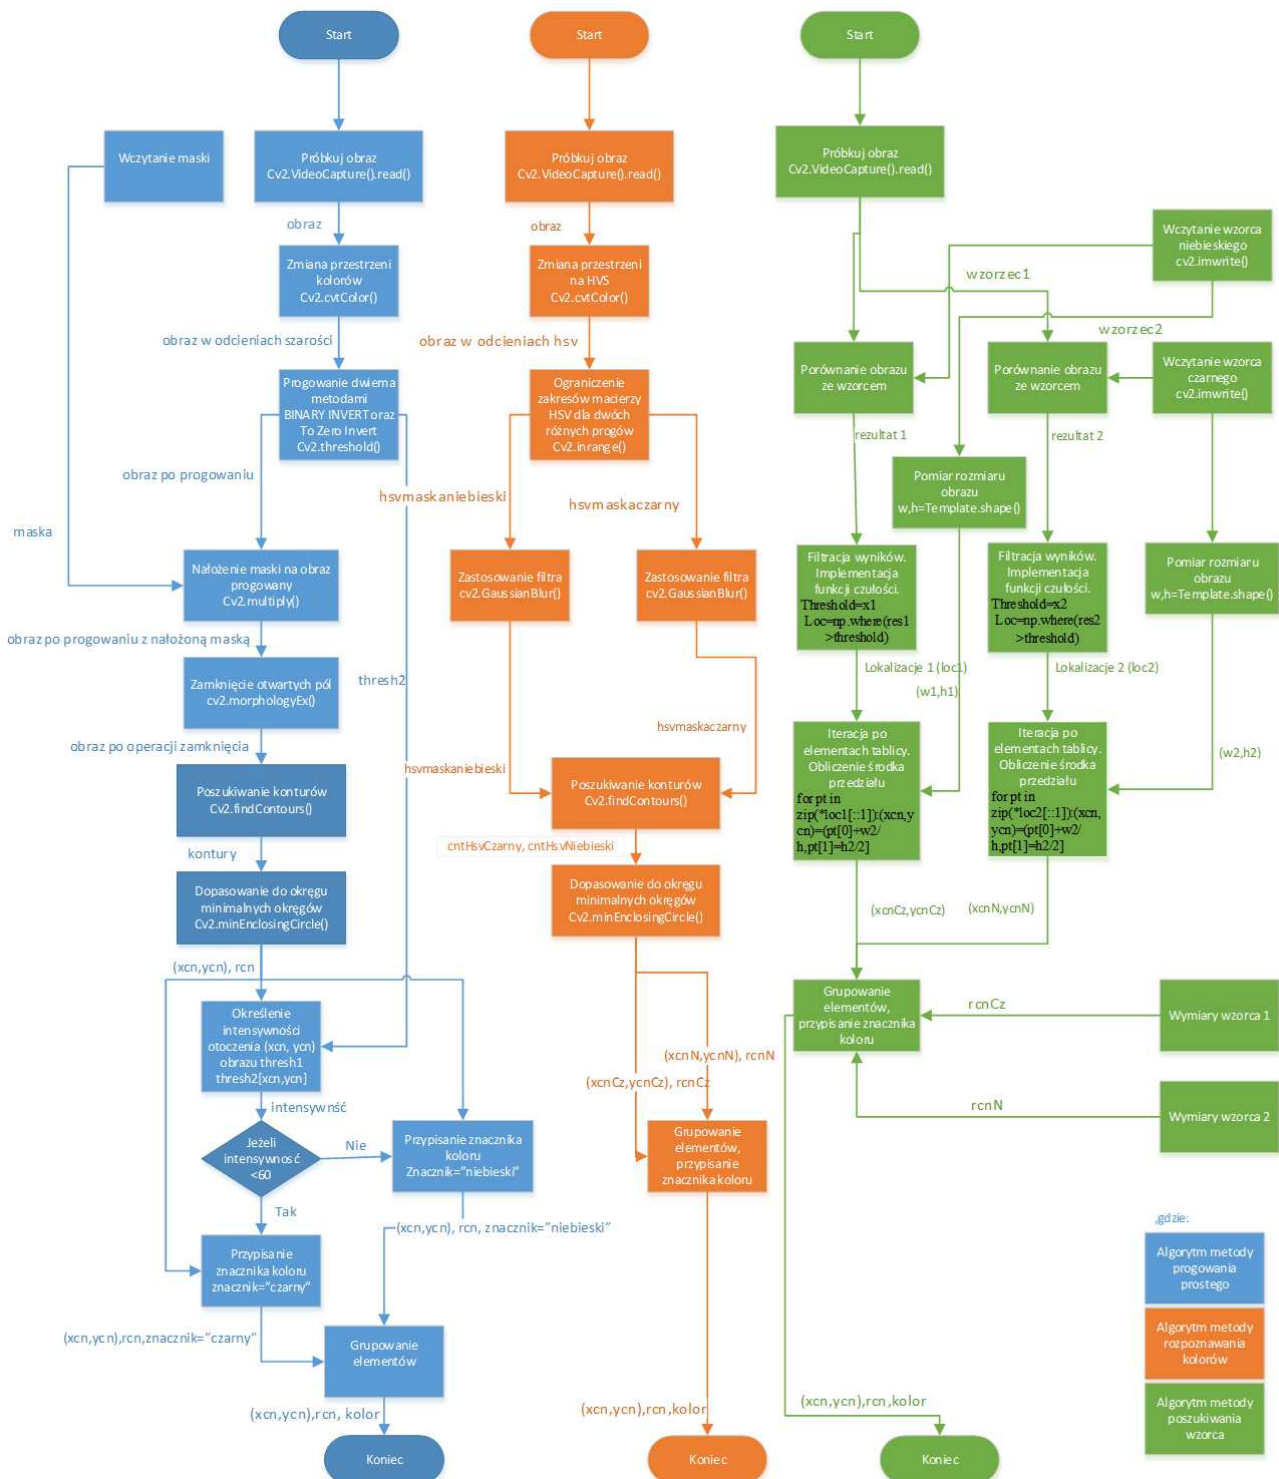 Start
Wczytanie maski
Próbkuj obraz
Cv2.VideoCapture().read()
obraz
Zmiana przestrzeni
kolorów
Cv2.cvtColor()
obraz w odcieniach szarości
Progowanie dwiema
metodami
BINARY INVERT oraz
To Zero Invert
Cv2.threshold()
obraz po progowaniu
maska
Nałożenie maski na obraz
progowany
Cv2.multiply()
obraz po progowaniu z nałożoną maską
thresh2
Zamknięcie otwartych pól
cv2.morphologyEx()
obraz po operacji zamknięcia
Poszukiwanie konturów
Cv2.findContours()
kontury
Dopasowanie do okręgu
minimalnych okręgów
Cv2.minEnclosingCircle()
(xcn,ycn), rcn
Określenie
intensywności
otoczenia (xcn, ycn)
obrazu thresh1
thresh2[xcn,ycn]
intensywnść
Jeżeli
intensywnosć
<60
Nie
Tak
Przypisanie znacznika
koloru
Znacznik="niebieski"
(xcn,ycn), rcn, znacznik="niebieski"
Przypisanie
znacznika koloru
znacznik="czarny"
(xcn,ycn),rcn,znacznik="czarny"
Grupowanie
elementów
(xcn,ycn),rcn, kolor
Koniec
Start
Próbkuj obraz
Cv2.VideoCapture().read()
obraz
Zmiana przestrzeni
na HVS
Cv2.cvtColor()
obraz w odcieniach hsv
Ograniczenie
zakresów macierzy
HSV dla dwóch
różnych progów
Cv2.inrange()
hsvmaskaniebieski
hsvmaskaczarny
Zastosowanie filtra
cv2.GaussianBlur()
Zastosowanie filtra
cv2.GaussianBlur()
hsvmaskaczarny
hsvmaskaniebieski
Poszukiwanie konturów
Cv2.findContours()
cntHsvCzarny, cntHsvNiebieski
Dopasowanie do okręgu
minimalnych okręgów
Cv2.minEnclosingCircle()
(xcnN,ycnN), rcnN
(xcnCz,ycnCz), rcnCz
Grupowanie
elementów,
przypisanie
znacznika koloru
(xcn,ycn),rcn,kolor
Koniec
Start
Próbkuj obraz
Cv2.VideoCapture().read()
Wczytanie wzorca
niebieskiego
cv2.imwrite()
wzorzec1
wzorzec2
Porównanie obrazu
ze wzorcem
Porównanie obrazu
ze wzorcem
Wczytanie wzorca
czarnego
cv2.imwrite()
rezultat 1
rezultat 2
Pomiar rozmiaru
obrazu
w,h=Template.shape()
Filtracja wyników.
Implementacja
funkcji czułości.
Threshold=x1
Loc=np.where(res1
>threshold)
Filtracja wyników.
Implementacja
funkcji czułości.
Threshold=x2
Loc=np.where(res2
>threshold)
Pomiar rozmiaru
obrazu
w,h=Template.shape()
Lokalizacje 1 (loc1)
Lokalizacje 2 (loc2)
(w1,h1)
(w2,h2)
Iteracja po
elementach tablicy.
Obliczenie środka
przedziału
for pt in
zip(*loc1[::1]):(xcn,y
cn)=(pt[0]+w2/
h,pt[1]=h2/2]
Iteracja po
elementach tablicy.
Obliczenie środka
przedziału
for pt in
zip(*loc2[::1]):(xcn,
ycn)=(pt[0]+w2/
h,pt[1]=h2/2]
(xcnCz,ycnCz)
(xcnN,ycnN)
Grupowanie
elementów,
przypisanie znacznika
koloru
rcnCz
Wymiary wzorca 1
rcnN
Wymiary wzorca 2
(xcn,ycn),rcn,kolor
Koniec
,gdzie:
Algorytm metody
progowania
prostego
Algorytm metody
rozpoznawania
kolorów
Algorytm metody
poszukiwania
wzorca